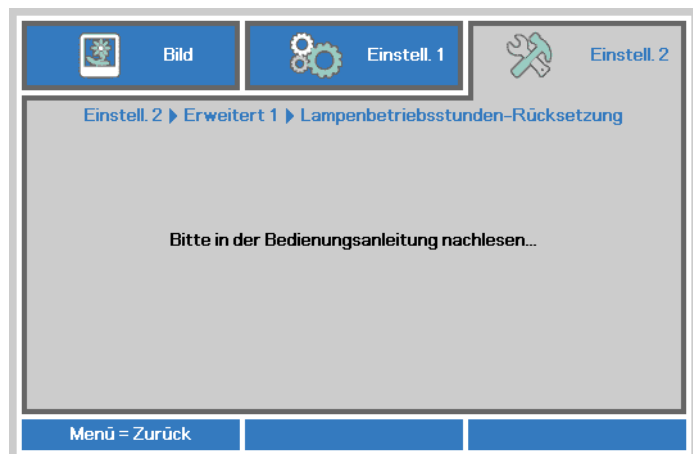 Bild
Einstell. 1
Einstell. 2
Einstell. 2 ▶ Erweitert 1 ▶ Lampenbetriebsstunden-Rücksetzung
Bitte in der Bedienungsanleitung nachlesen...
Menü = Zurück